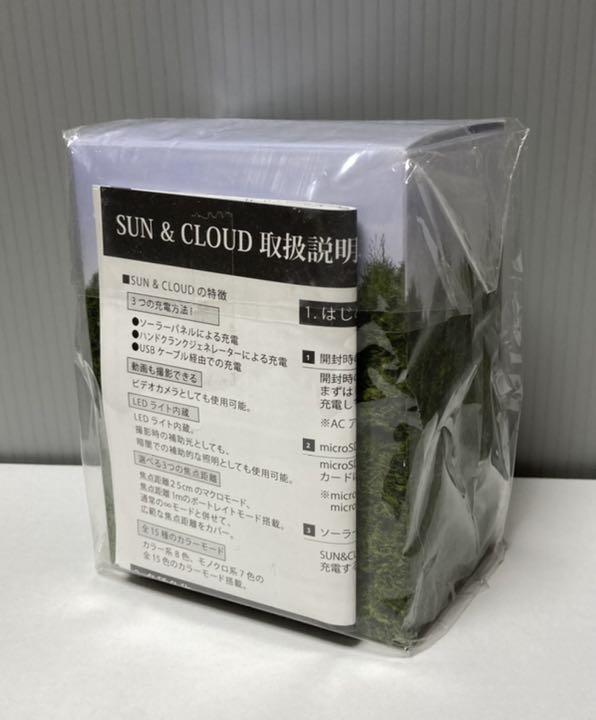 SUN & CLOUD 取扱説明
■SUN & CLOUD の特徴
3つの充電方法!
●ソーラーパネルによる充電
●ハンドクランクジェネレーターによる充電
●USB ケーブル経由での充電
動画も撮影できる
ビデオカメラとしても使用可能。
LED ライト内蔵
LED ライト内蔵。
撮影時の補助光としても、
暗闇での補助的な照明としても使用可能。
選べる3つの焦点距離
焦点距離25cmのマクロモード、
焦点距離1mのポートレイトモード搭載。
通常の∞モードと併せて、
広範な焦点距離をカバー。
全15種のカラーモード
カラー系8色、モノクロ系7色の
全15色のカラーモード搭載。
1. はじ
1 開封時
開封時
まずは
充電し
※AC ア
2 microSD
microS
カード
※micro
micro
3 ソーラー
SUN&C
充電す